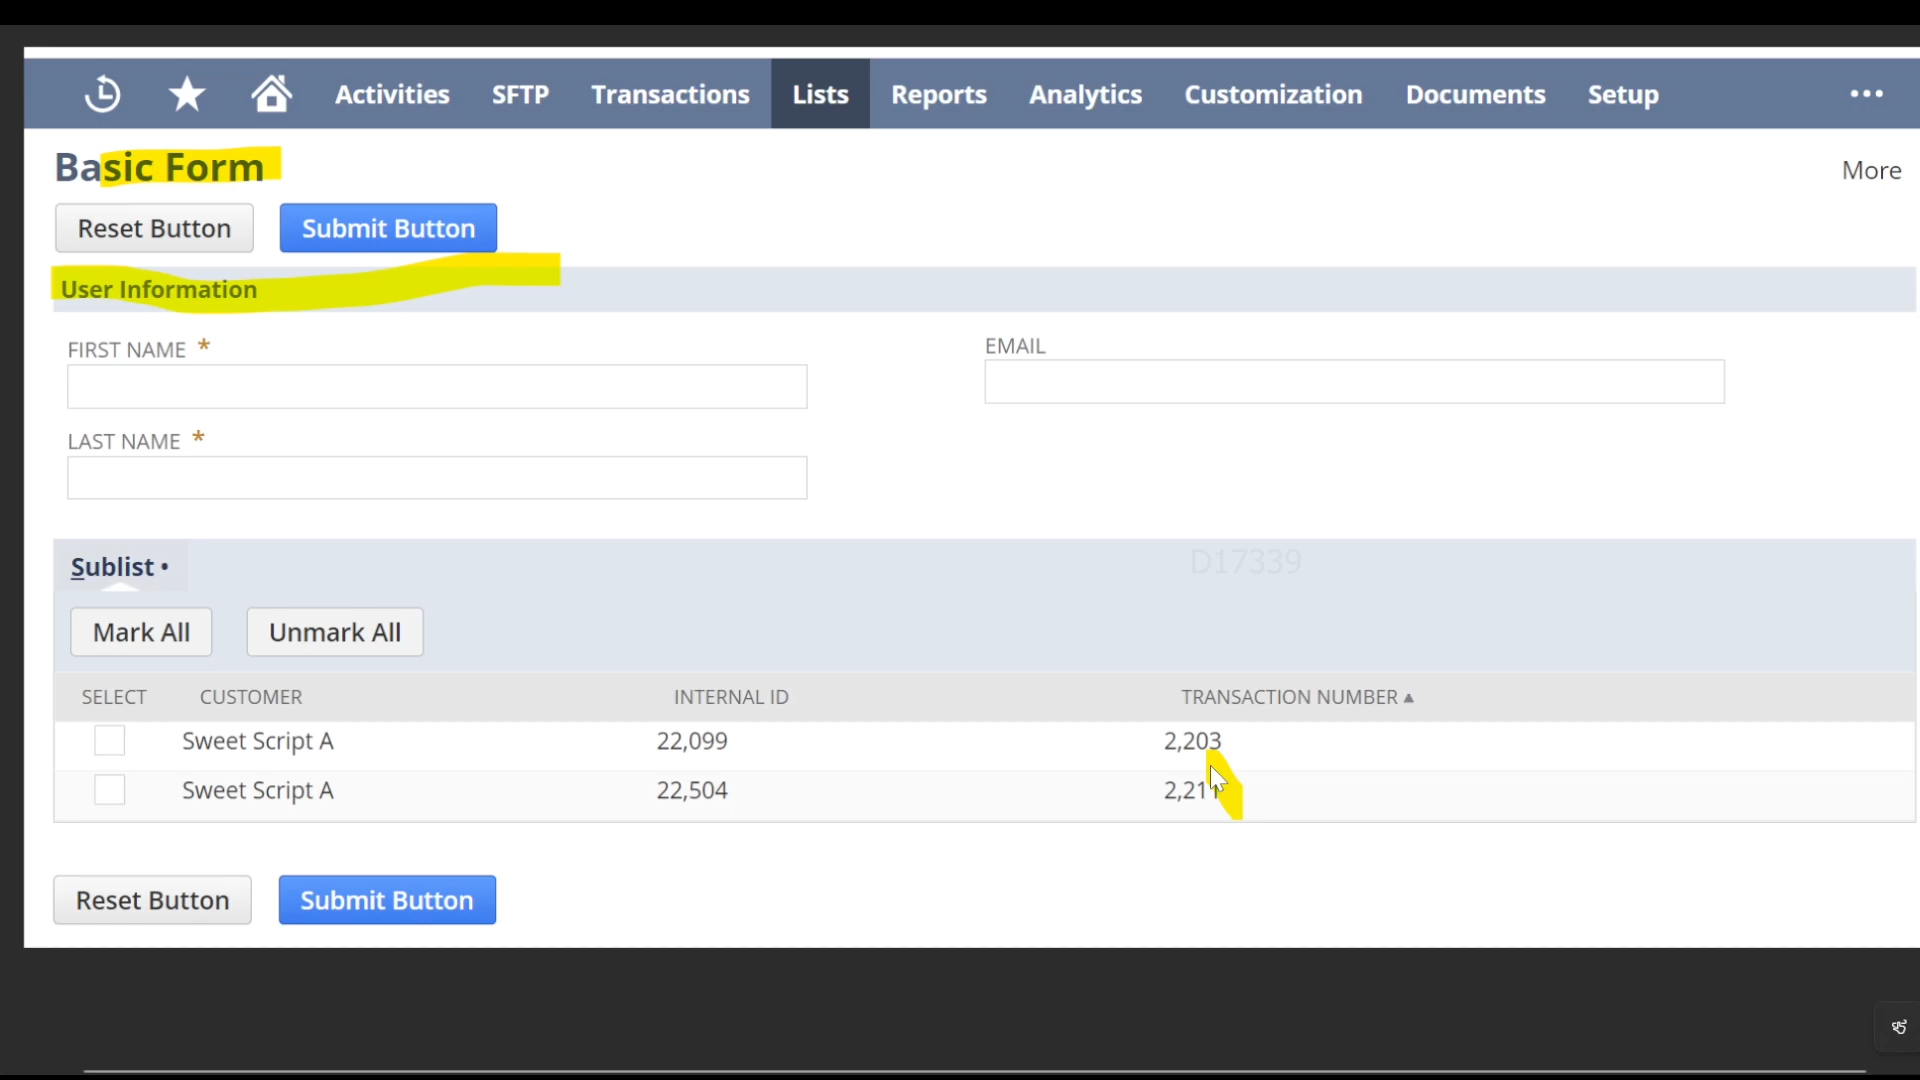 Activities SFTP Transactions Lists Reports Analytics Customization Documents Setup
Basic Form
More
Reset Button Submit Button
User Information
FIRST NAME *
EMAIL
LAST NAME *
Sublist •
D17339
Mark All Unmark All
SELECT CUSTOMER INTERNAL ID TRANSACTION NUMBER ▲
Sweet Script A 22,099 2,203
Sweet Script A 22,504 2,211
Reset Button Submit Button